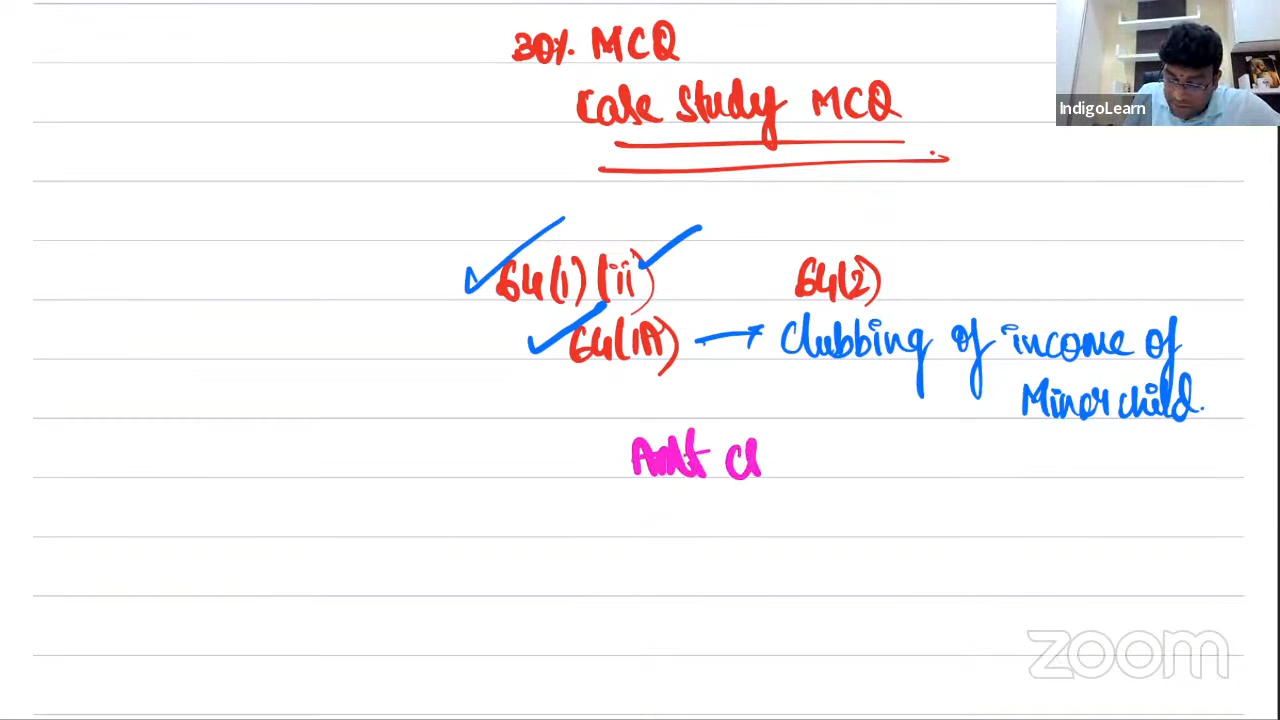 30% MCQ
Case study MCQ
IndigoLearn
64(1)(ii) 64(2)
64(1A) → Clubbing of income of
Minor child.
Amt Cl
zoom